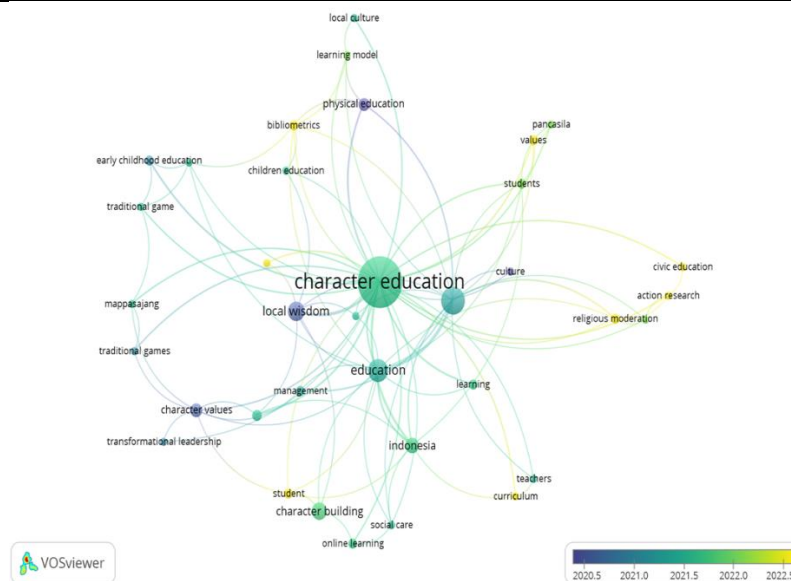 local culture
learning model
physical education
bibliometrics
pancasila
values
early childhood education
children education
students
traditional game
character education
culture
civic education
action research
mappasajang
local wisdom
religious moderation
traditional games
education
management
learning
character values
transformational leadership
indonesia
teachers
student
curriculum
character building
social care
online learning
VOSviewer
2020.5 2021.0 2021.5 2022.0 2022.5